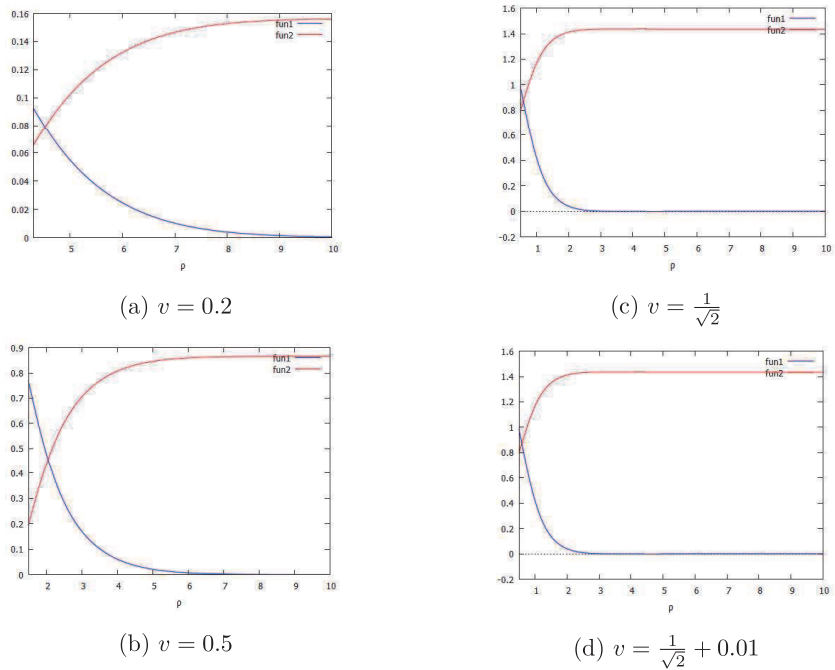 0.16
0.14
0.12
0.1
0.08
0.06
0.04
0.02
0
fun1
fun2
5 6 7 8 9 10
ρ
(a) v = 0.2
0.9
0.8
0.7
0.6
0.5
0.4
0.3
0.2
0.1
0
fun1
fun2
2 3 4 5 6 7 8 9 10
ρ
(b) v = 0.5
1.6
1.4
1.2
1
0.8
0.6
0.4
0.2
0
-0.2
fun1
fun2
1 2 3 4 5 6 7 8 9 10
ρ
(c) v = 1/√2
1.6
1.4
1.2
1
0.8
0.6
0.4
0.2
0
-0.2
fun1
fun2
1 2 3 4 5 6 7 8 9 10
ρ
(d) v = 1/√2 + 0.01